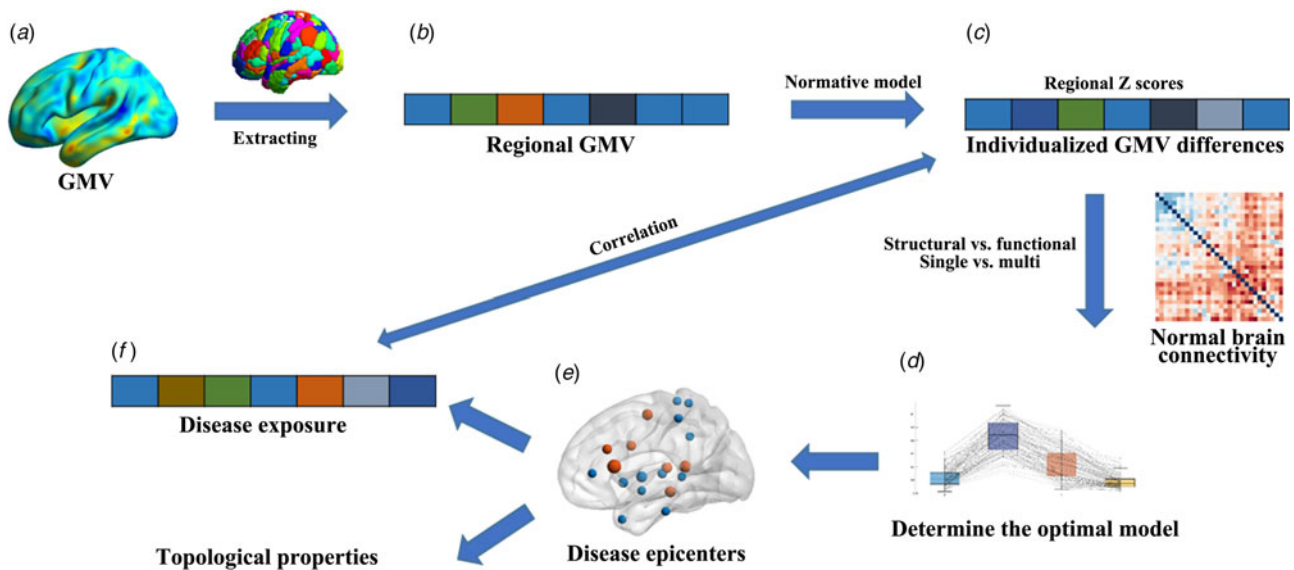 (a)
GMV
Extracting
(b)
Regional GMV
Normative model
(c)
Regional Z scores
Individualized GMV differences
Correlation
Structural vs. functional
Single vs. multi
Normal brain
connectivity
(d)
Determine the optimal model
(e)
Disease epicenters
(f)
Disease exposure
Topological properties